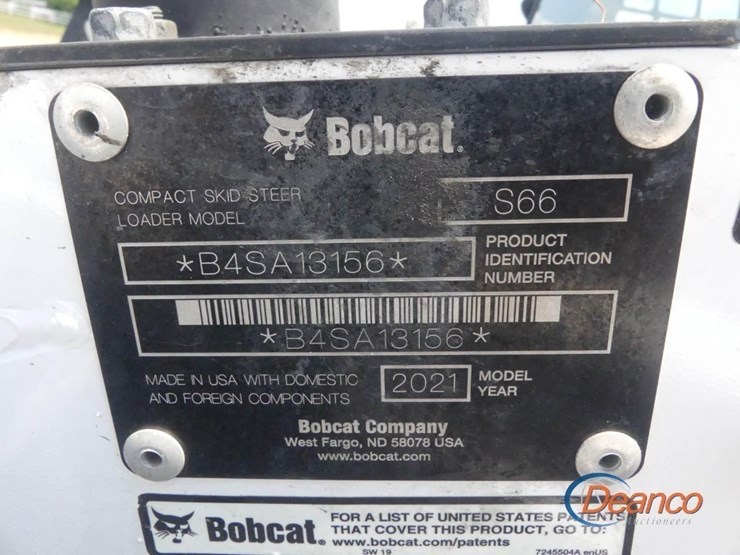 Bobcat.
COMPACT SKID STEER
LOADER MODEL
S66
*B4SA13156*
PRODUCT
IDENTIFICATION
NUMBER
*B4SA13156*
MADE IN USA WITH DOMESTIC
AND FOREIGN COMPONENTS
2021
MODEL
YEAR
Bobcat Company
West Fargo, ND 58078 USA
www.bobcat.com
Bobcat.
FOR A LIST OF UNITED STATES PATENTS
THAT COVER THIS PRODUCT, GO TO:
www.bobcat.com/patents
SW 19
7245504A enUS
Deanco
Auctioneers